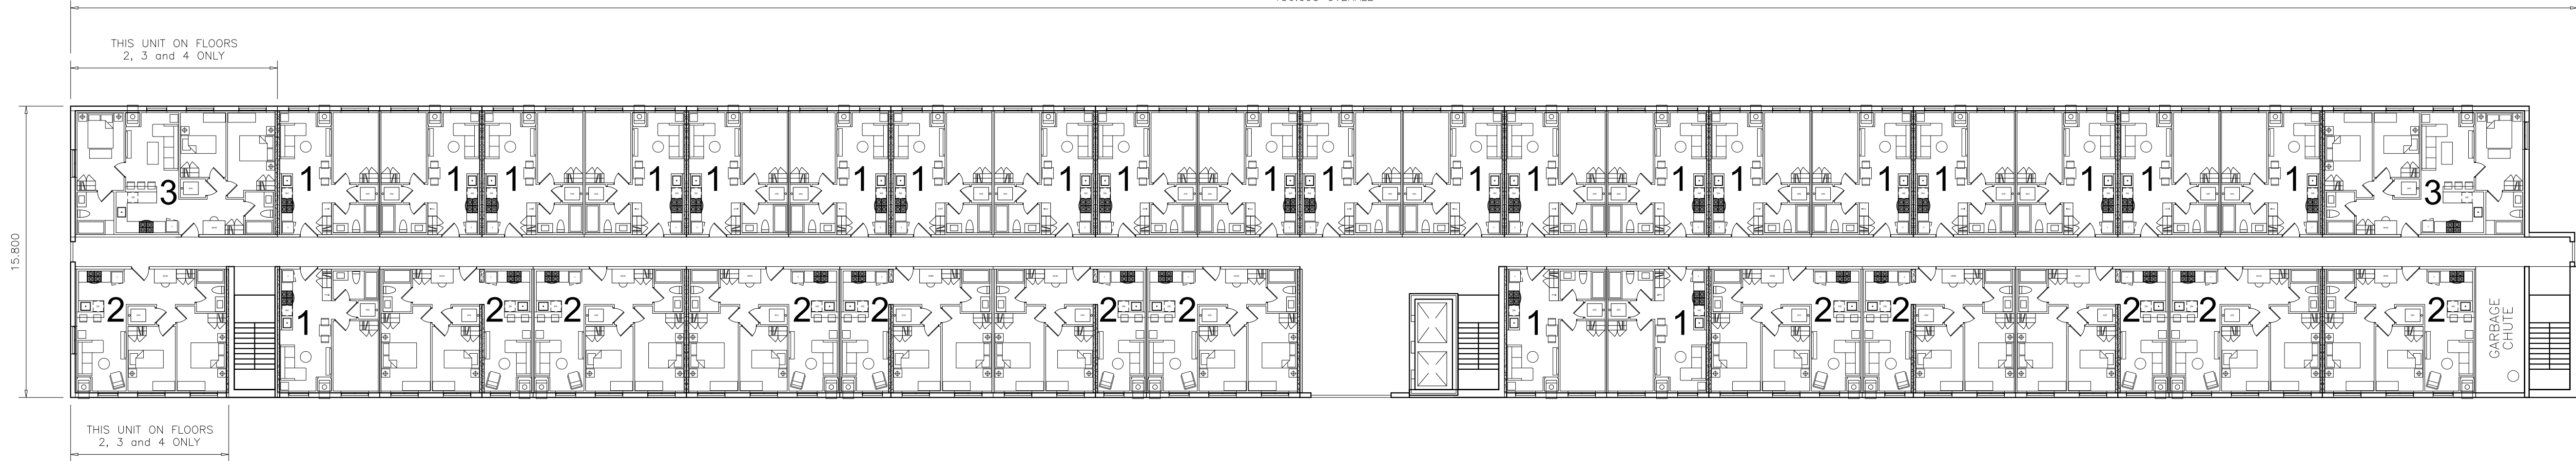 THIS UNIT ON FLOORS
2, 3 and 4 ONLY
15.800
3 1 1 1 1 1 1 1 1 1 1 1 1 1 1 1 1 1 1 1 1 3
2 1 2 2 2 2 2 2 1 1 2 2 2 2 2
GARBAGE
CHUTE
THIS UNIT ON FLOORS
2, 3 and 4 ONLY